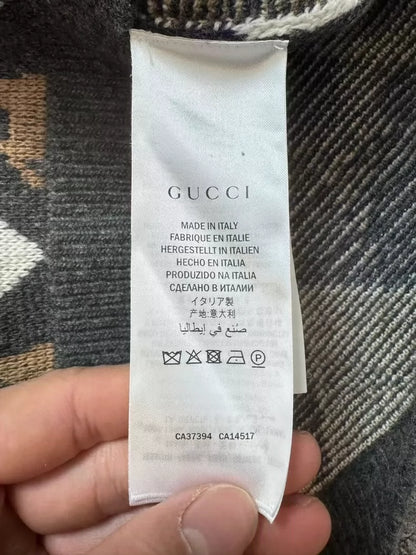 GUCCI
MADE IN ITALY
FABRIQUE EN ITALIE
HERGESTELLT IN ITALIEN
HECHO EN ITALIA
PRODUZIDO NA ITALIA
СДЕЛАНО В ИТАЛИИ
イタリア製
产地:意大利
صنع في إيطاليا
P
CA37394 CA14517